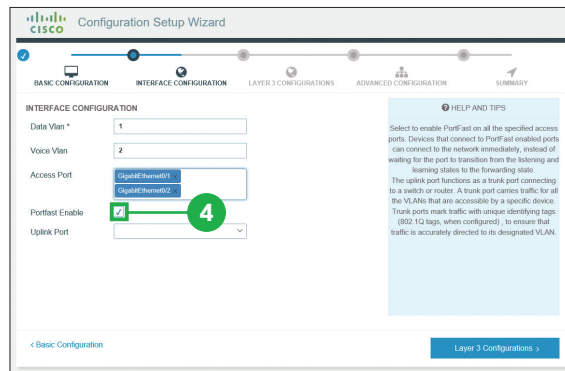 CISCO
Configuration Setup Wizard
BASIC CONFIGURATION
INTERFACE CONFIGURATION
LAYER 3 CONFIGURATIONS
ADVANCED CONFIGURATION
SUMMARY
INTERFACE CONFIGURATION
Data Vlan *
1
Voice Vlan
2
Access Port
GigabitEthernet0/1 ×
GigabitEthernet0/2 ×
Portfast Enable
4
Uplink Port
HELP AND TIPS
Select to enable PortFast on all the specified access
ports. Devices that connect to PortFast enabled ports
can connect to the network immediately, instead of
waiting for the port to transition from the listening and
learning states to the forwarding state.
The uplink port functions as a trunk port connecting
to a switch or router. A trunk port carries traffic for all
the VLANs that are accessible by a specific device.
Trunk ports mark traffic with unique identifying tags
(802.1Q tags, when configured) , to ensure that
traffic is accurately directed to its designated VLAN.
< Basic Configuration
Layer 3 Configurations >